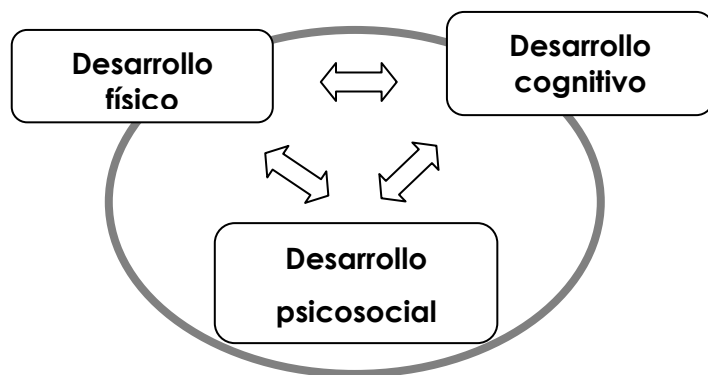 Desarrollo
físico
Desarrollo
cognitivo
Desarrollo
psicosocial